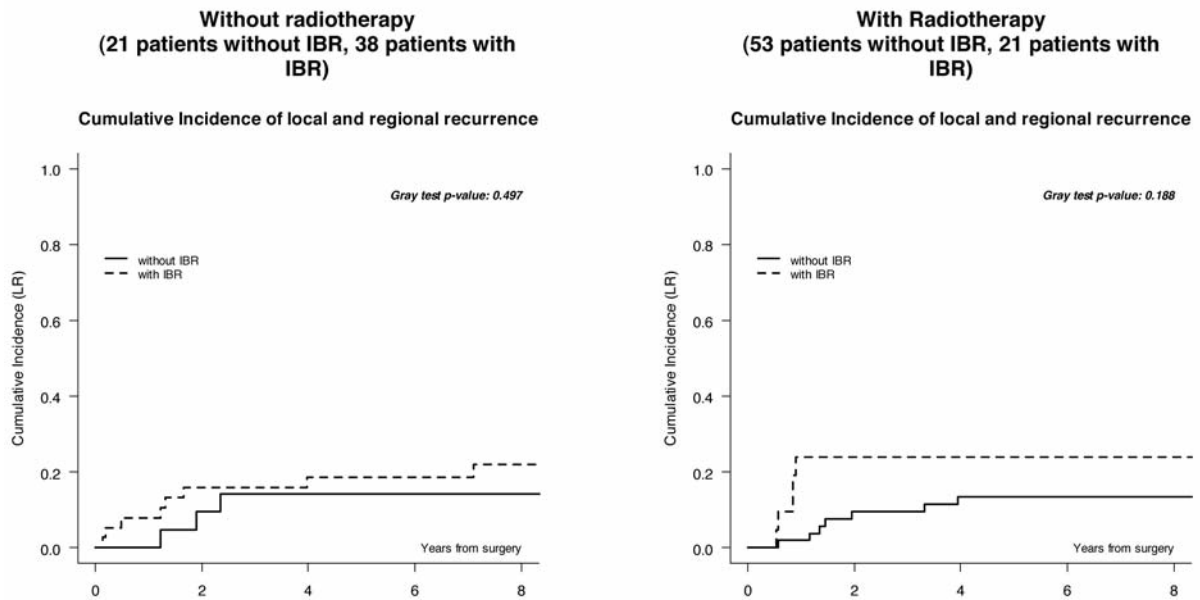 Without radiotherapy
(21 patients without IBR, 38 patients with
IBR)
Cumulative Incidence of local and regional recurrence
1.0
0.8
0.6
0.4
0.2
0.0
Cumulative Incidence (LR)
Gray test p-value: 0.497
without IBR
with IBR
Years from surgery
0 2 4 6 8
With Radiotherapy
(53 patients without IBR, 21 patients with
IBR)
Cumulative Incidence of local and regional recurrence
1.0
0.8
0.6
0.4
0.2
0.0
Cumulative Incidence (LR)
Gray test p-value: 0.188
without IBR
with IBR
Years from surgery
0 2 4 6 8